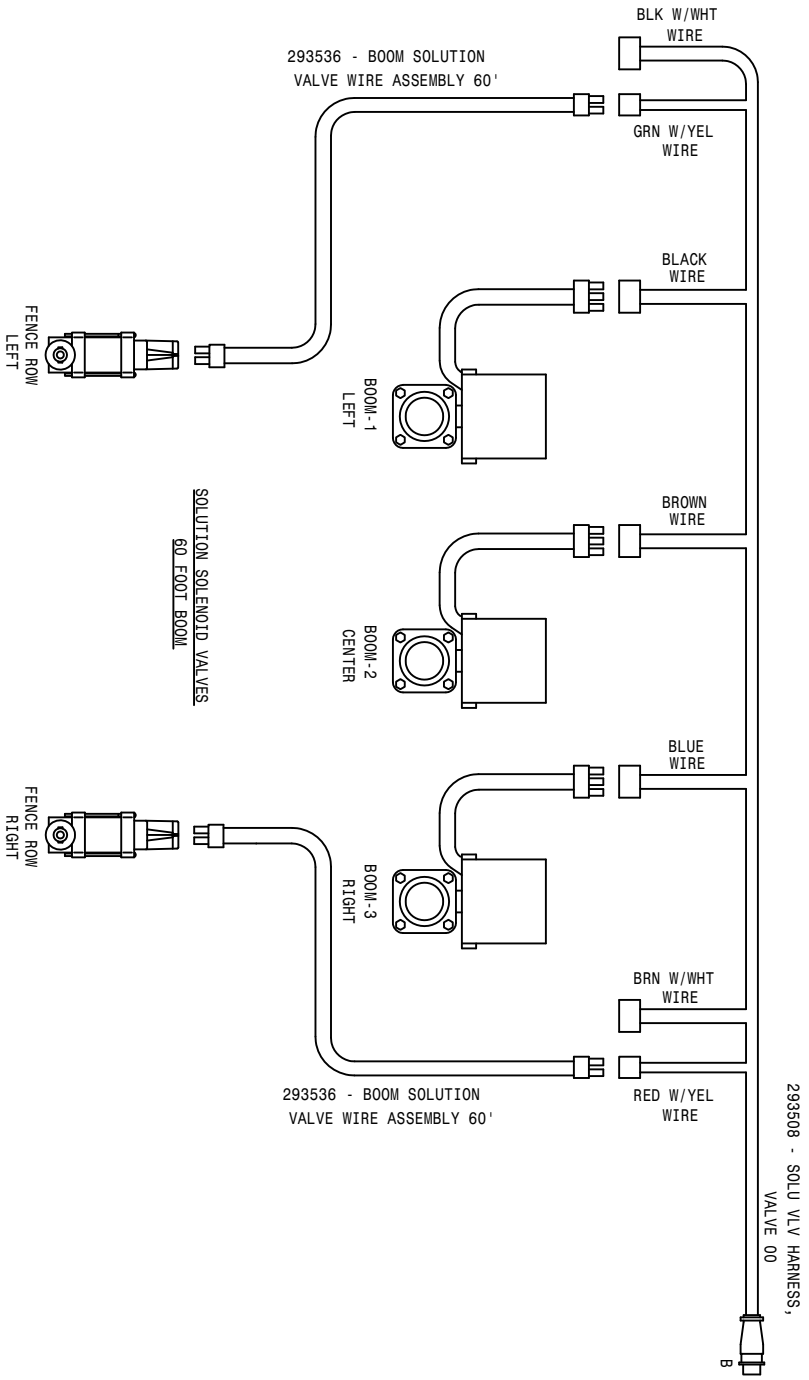 BLK W/WHT
WIRE
293536 - BOOM SOLUTION
VALVE WIRE ASSEMBLY 60'
GRN W/YEL
WIRE
BLACK
WIRE
FENCE ROW
LEFT
BOOM-1
LEFT
BROWN
WIRE
SOLUTION SOLENOID VALVES
60 FOOT BOOM
BOOM-2
CENTER
BLUE
WIRE
FENCE ROW
RIGHT
BOOM-3
RIGHT
BRN W/WHT
WIRE
293536 - BOOM SOLUTION
VALVE WIRE ASSEMBLY 60'
RED W/YEL
WIRE
293508 - SOLU VLV HARNESS,
VALVE 00
B